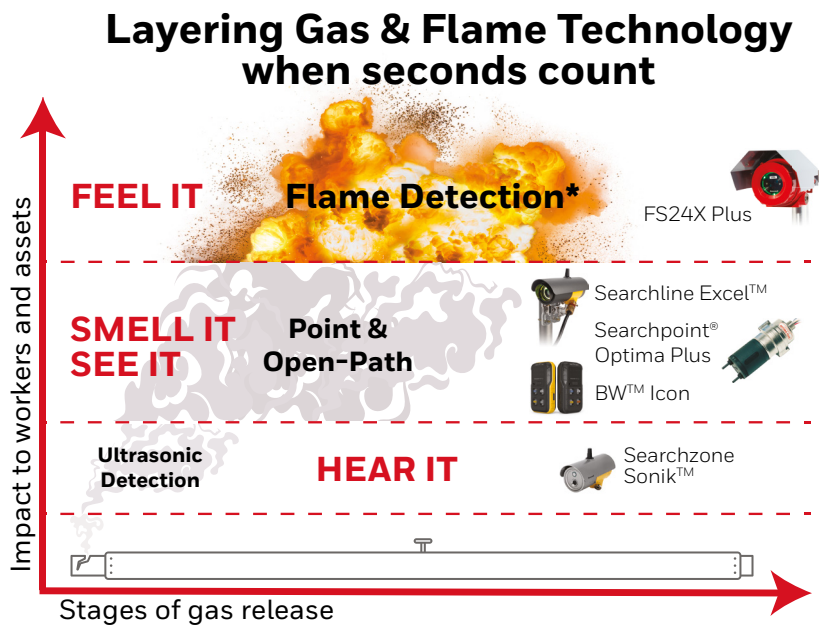 Layering Gas & Flame Technology
when seconds count
Impact to workers and assets
FEEL IT
Flame Detection*
FS24X Plus
SMELL IT
SEE IT
Point &
Open-Path
Searchline Excel™
Searchpoint®
Optima Plus
BW™ Icon
Ultrasonic
Detection
HEAR IT
Searchzone
Sonik™
Stages of gas release